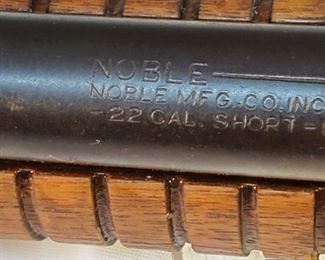 NOBLE
NOBLE MFG. CO. INC
-22 CAL. SHORT-